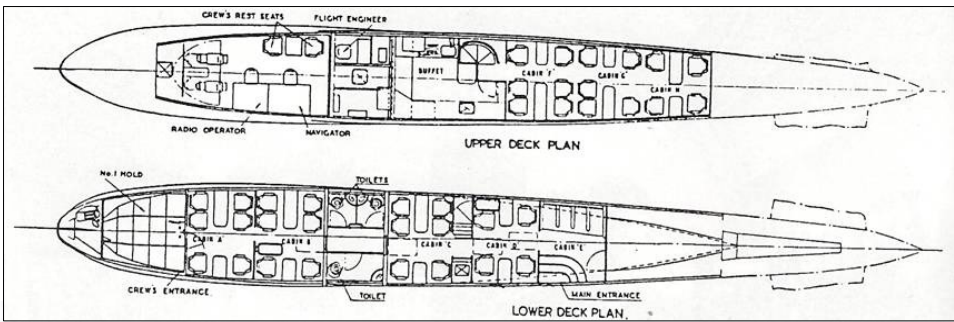 CREW'S REST SEATS
FLIGHT ENGINEER
BUFFET
CABIN 'F'
CABIN 'G'
CABIN H
RADIO OPERATOR
NAVIGATOR
UPPER DECK PLAN
No.1 HOLD
TOILETS
CABIN 'A'
CABIN B
CABIN 'C'
CABIN D
CABIN 'E'
CREW'S ENTRANCE
TOILET
MAIN ENTRANCE
LOWER DECK PLAN.